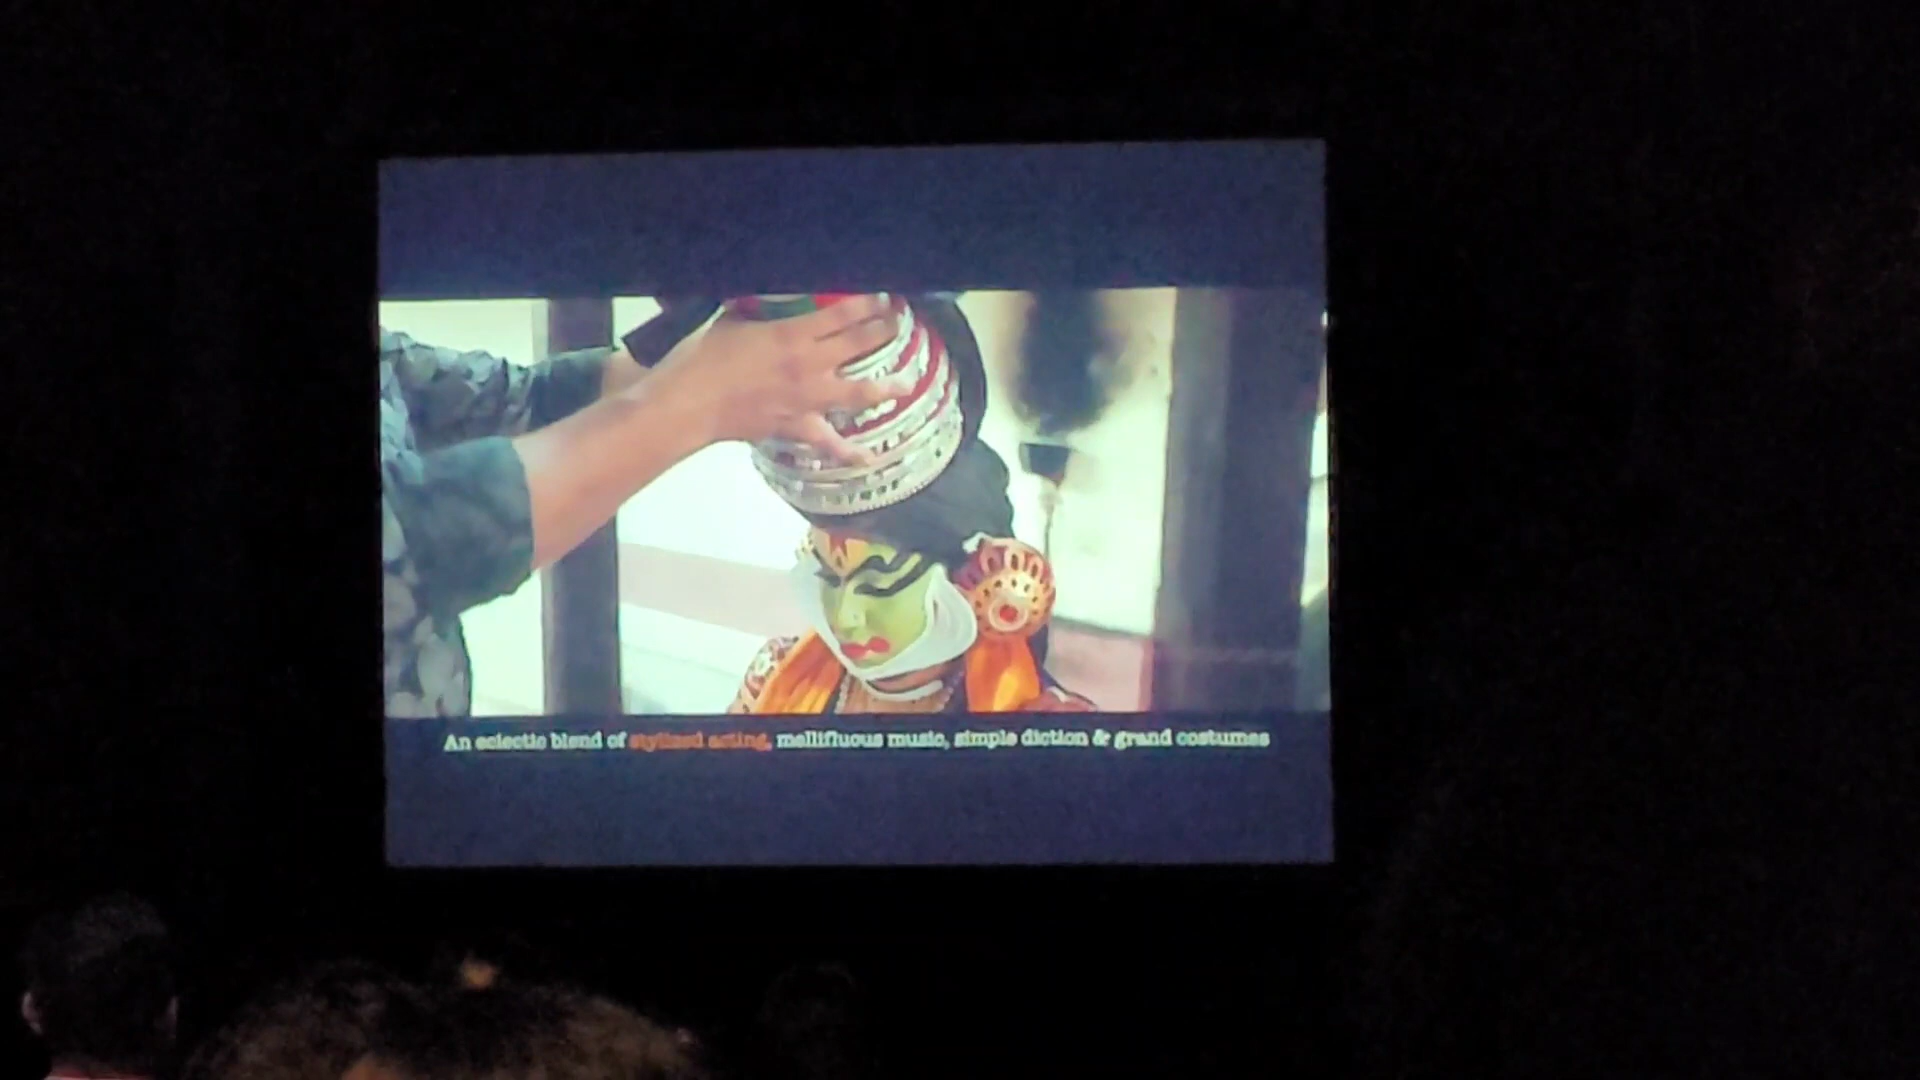 An eclectic blend of stylized acting, mellifluous music, simple diction & grand costumes